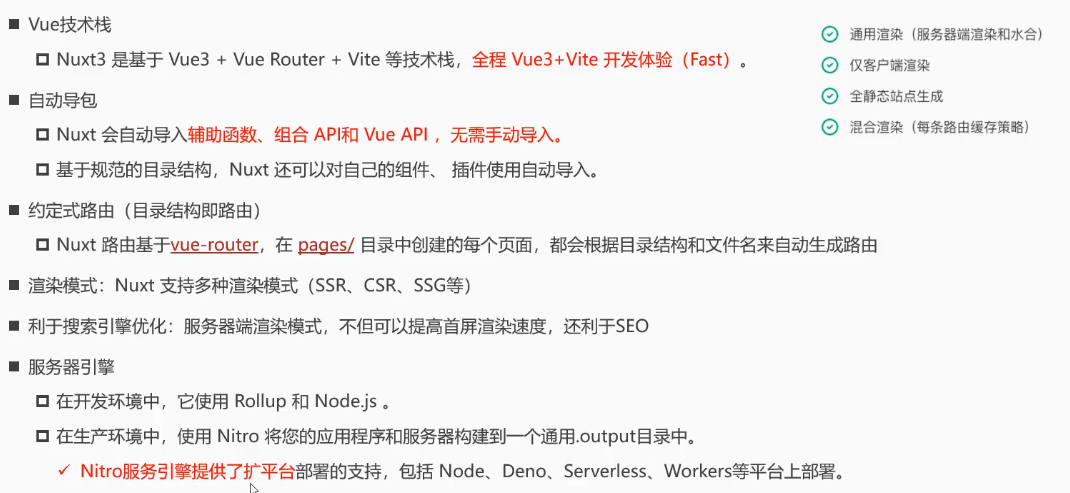 Vue技术栈
Nuxt3 是基于 Vue3 + Vue Router + Vite 等技术栈，全程 Vue3+Vite 开发体验（Fast）。
自动导包
Nuxt 会自动导入辅助函数、组合 API和 Vue API ，无需手动导入。
基于规范的目录结构，Nuxt 还可以对自己的组件、 插件使用自动导入。
约定式路由（目录结构即路由）
Nuxt 路由基于vue-router，在 pages/ 目录中创建的每个页面，都会根据目录结构和文件名来自动生成路由
渲染模式：Nuxt 支持多种渲染模式（SSR、CSR、SSG等）
利于搜索引擎优化：服务器端渲染模式，不但可以提高首屏渲染速度，还利于SEO
服务器引擎
在开发环境中，它使用 Rollup 和 Node.js 。
在生产环境中，使用 Nitro 将您的应用程序和服务器构建到一个通用.output目录中。
Nitro服务引擎提供了扩平台部署的支持，包括 Node、Deno、Serverless、Workers等平台上部署。
通用渲染（服务器端渲染和水合）
仅客户端渲染
全静态站点生成
混合渲染（每条路由缓存策略）